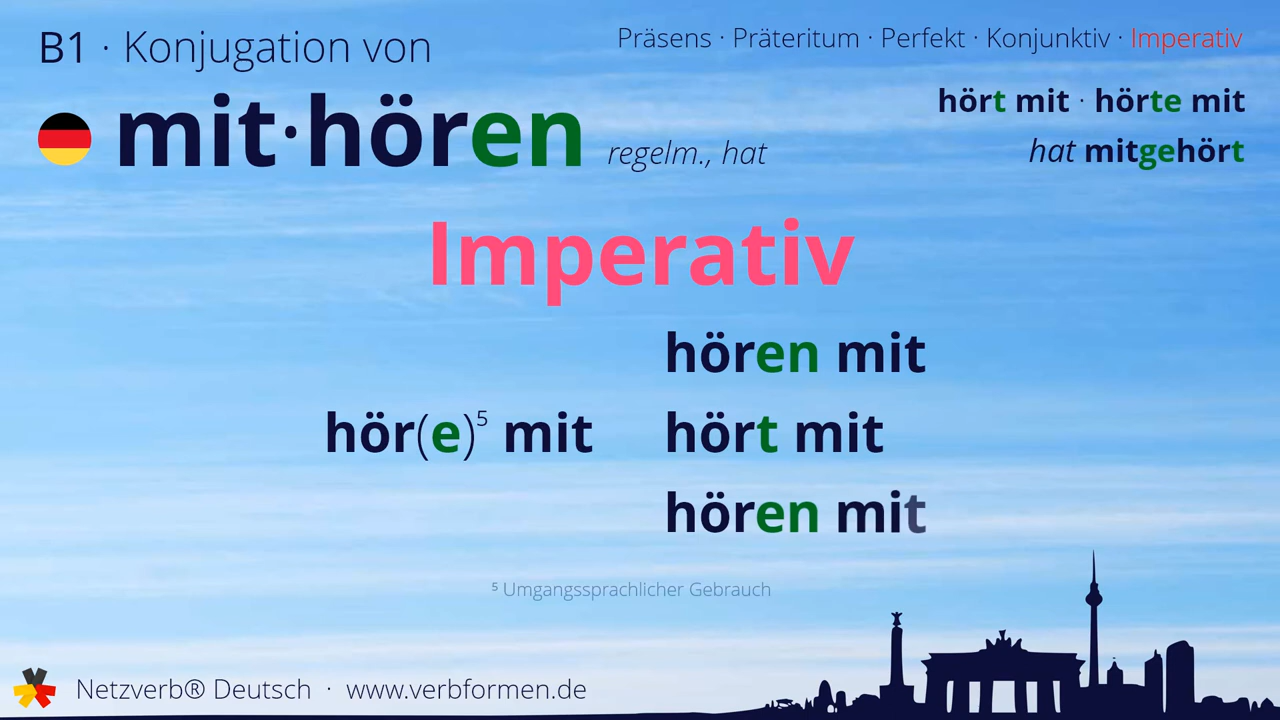 B1 · Konjugation von
mit·hören regelm., hat
Präsens · Präteritum · Perfekt · Konjunktiv · Imperativ
hört mit · hörte mit
hat mitgehört
Imperativ
hören mit
hör(e)⁵ mit hört mit
hören mit
⁵ Umgangssprachlicher Gebrauch
Netzverb® Deutsch · www.verbformen.de